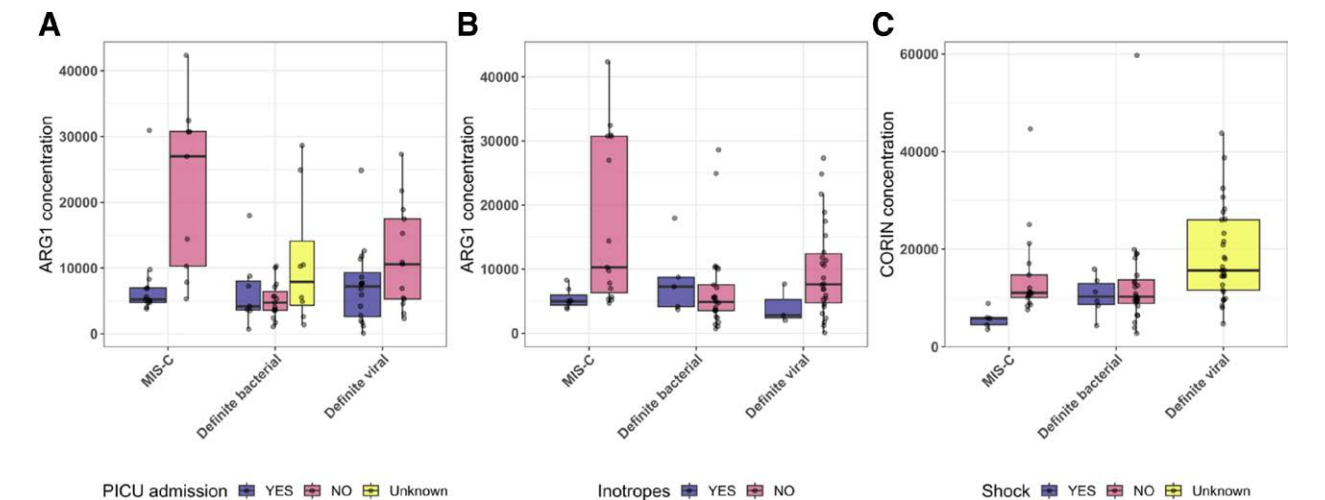 A
ARG1 concentration
40000
30000
20000
10000
0
MIS-C
Definite bacterial
Definite viral
PICU admission YES NO Unknown
B
ARG1 concentration
40000
30000
20000
10000
0
MIS-C
Definite bacterial
Definite viral
Inotropes YES NO
C
CORIN concentration
60000
40000
20000
0
MIS-C
Definite bacterial
Definite viral
Shock YES NO Unknown